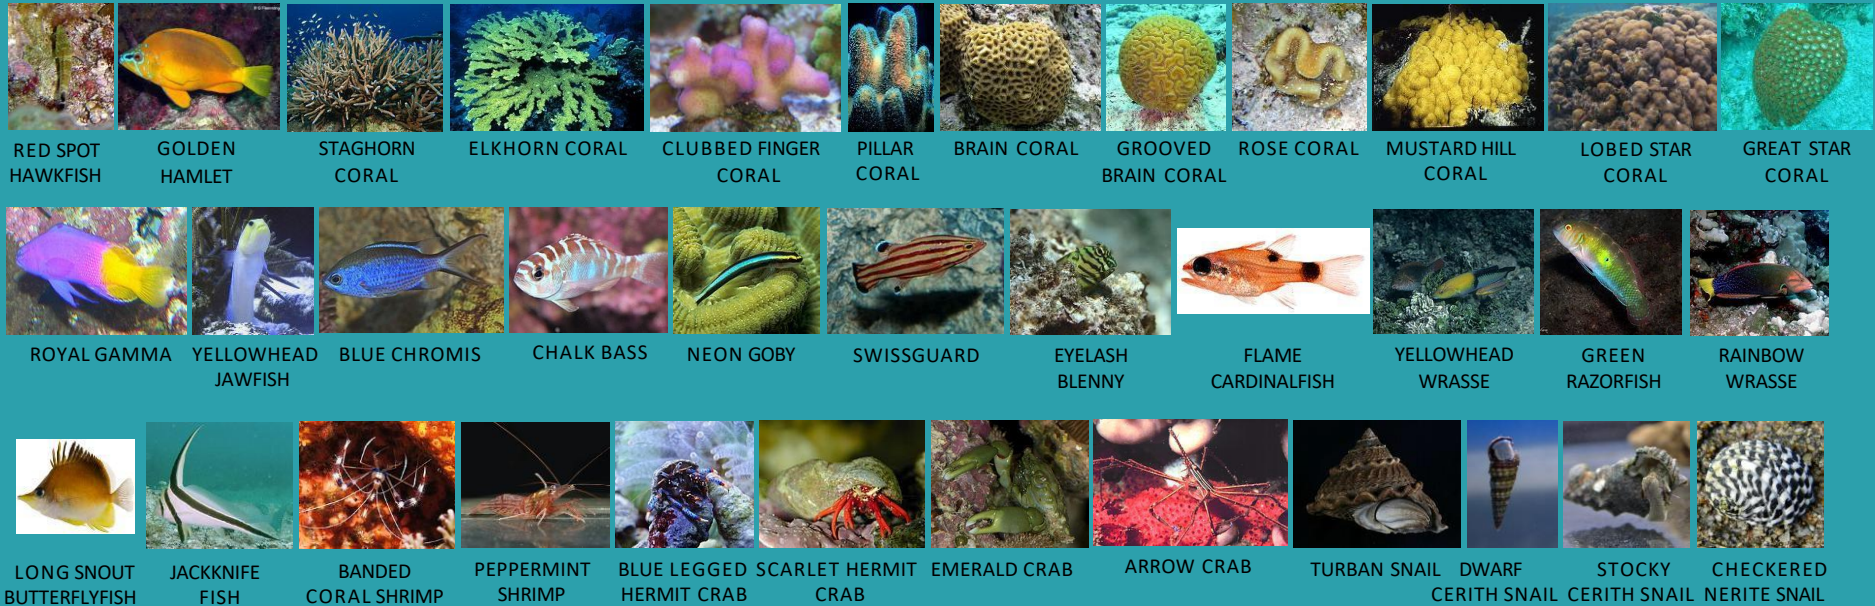 RED SPOT
HAWKFISH
GOLDEN
HAMLET
STAGHORN
CORAL
ELKHORN CORAL
CLUBBED FINGER
CORAL
PILLAR
CORAL
BRAIN CORAL
GROOVED
BRAIN CORAL
ROSE CORAL
MUSTARD HILL
CORAL
LOBED STAR
CORAL
GREAT STAR
CORAL
ROYAL GAMMA
YELLOWHEAD
JAWFISH
BLUE CHROMIS
CHALK BASS
NEON GOBY
SWISSGUARD
EYELASH
BLENNY
FLAME
CARDINALFISH
YELLOWHEAD
WRASSE
GREEN
RAZORFISH
RAINBOW
WRASSE
LONG SNOUT
BUTTERFLYFISH
JACKKNIFE
FISH
BANDED
CORAL SHRIMP
PEPPERMINT
SHRIMP
BLUE LEGGED
HERMIT CRAB
SCARLET HERMIT
CRAB
EMERALD CRAB
ARROW CRAB
TURBAN SNAIL
DWARF
CERITH SNAIL
STOCKY
CERITH SNAIL
CHECKERED
NERITE SNAIL